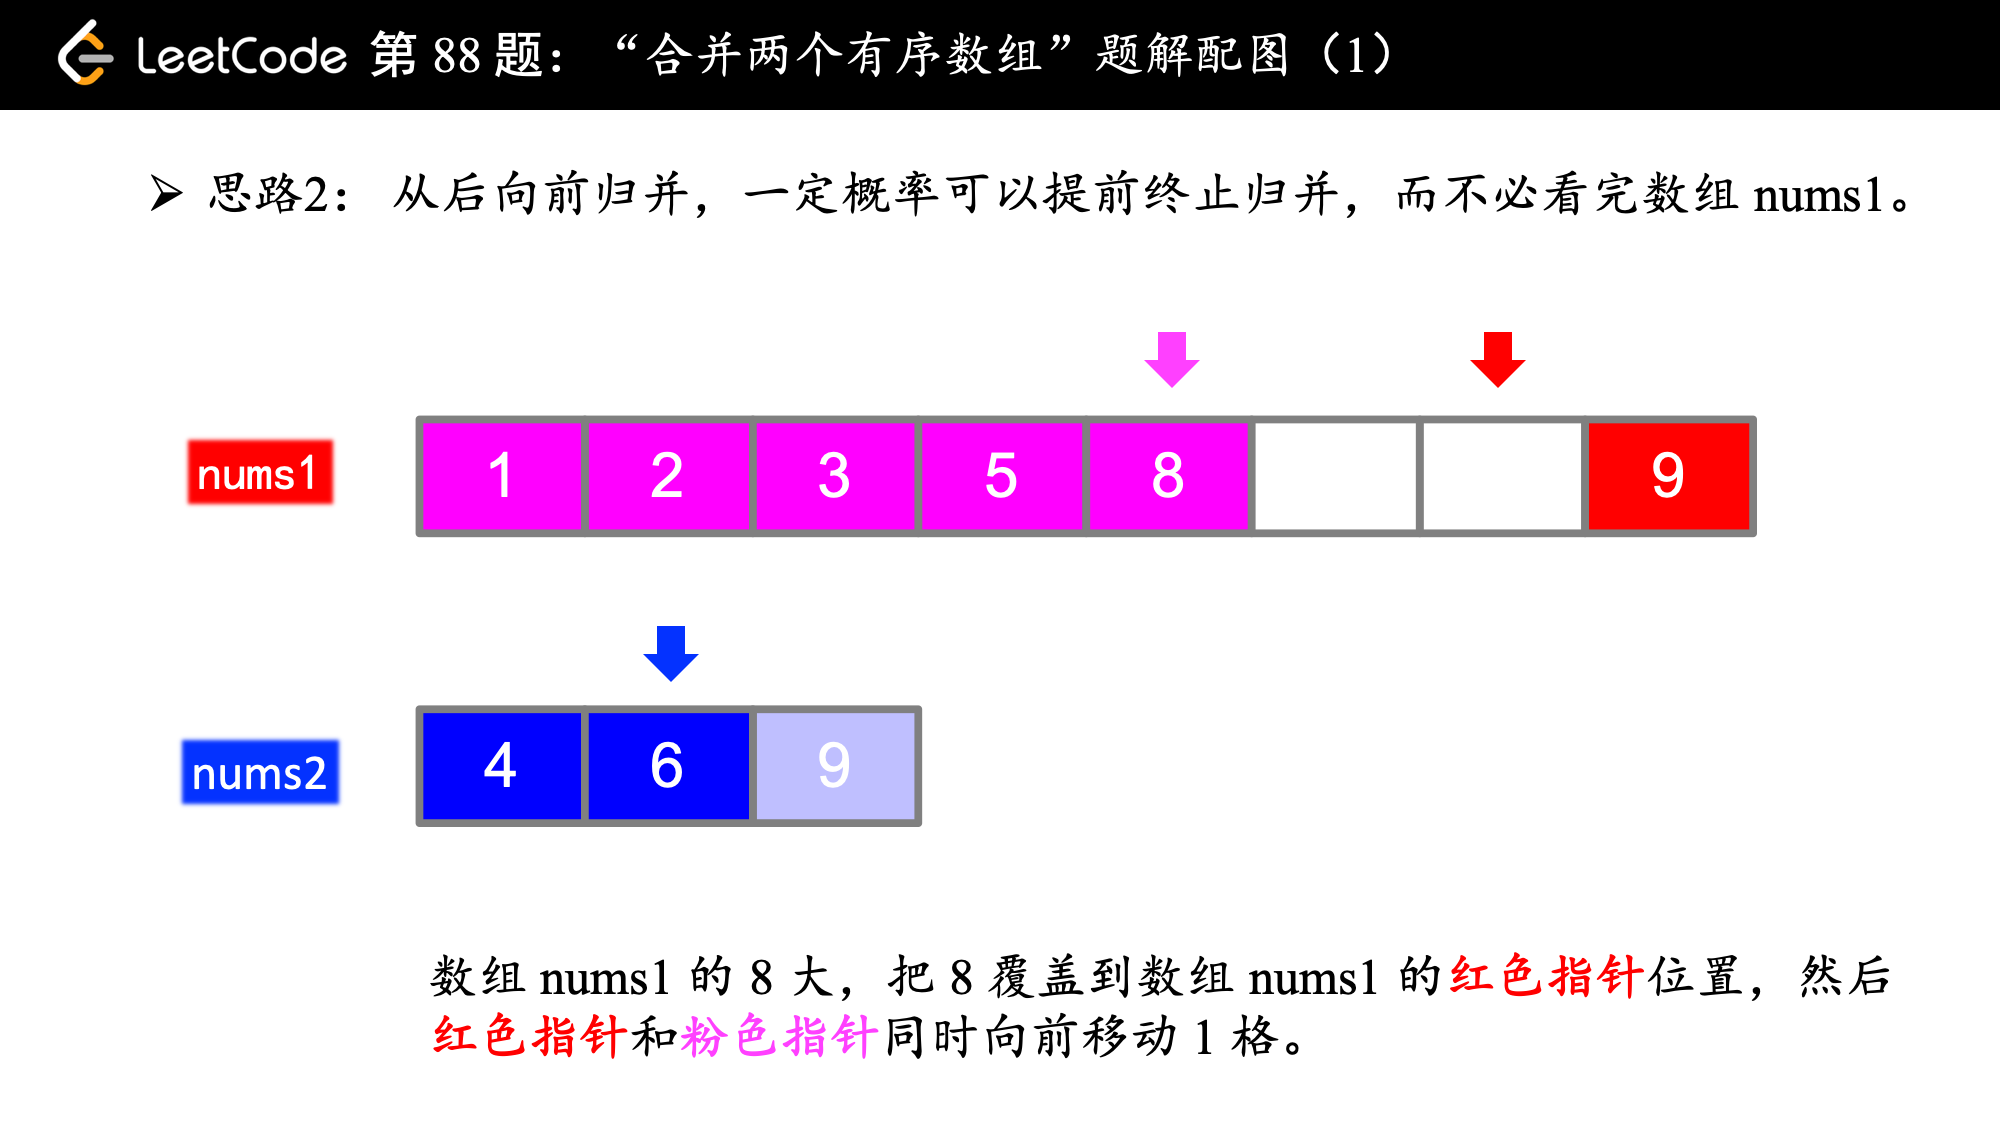 LeetCode 第 88 题：“合并两个有序数组”题解配图（1）
➢ 思路2： 从后向前归并，一定概率可以提前终止归并，而不必看完数组 nums1。
nums1 1 2 3 5 8 9
nums2 4 6 9
数组 nums1 的 8 大，把 8 覆盖到数组 nums1 的红色指针位置，然后
红色指针和粉色指针同时向前移动 1 格。